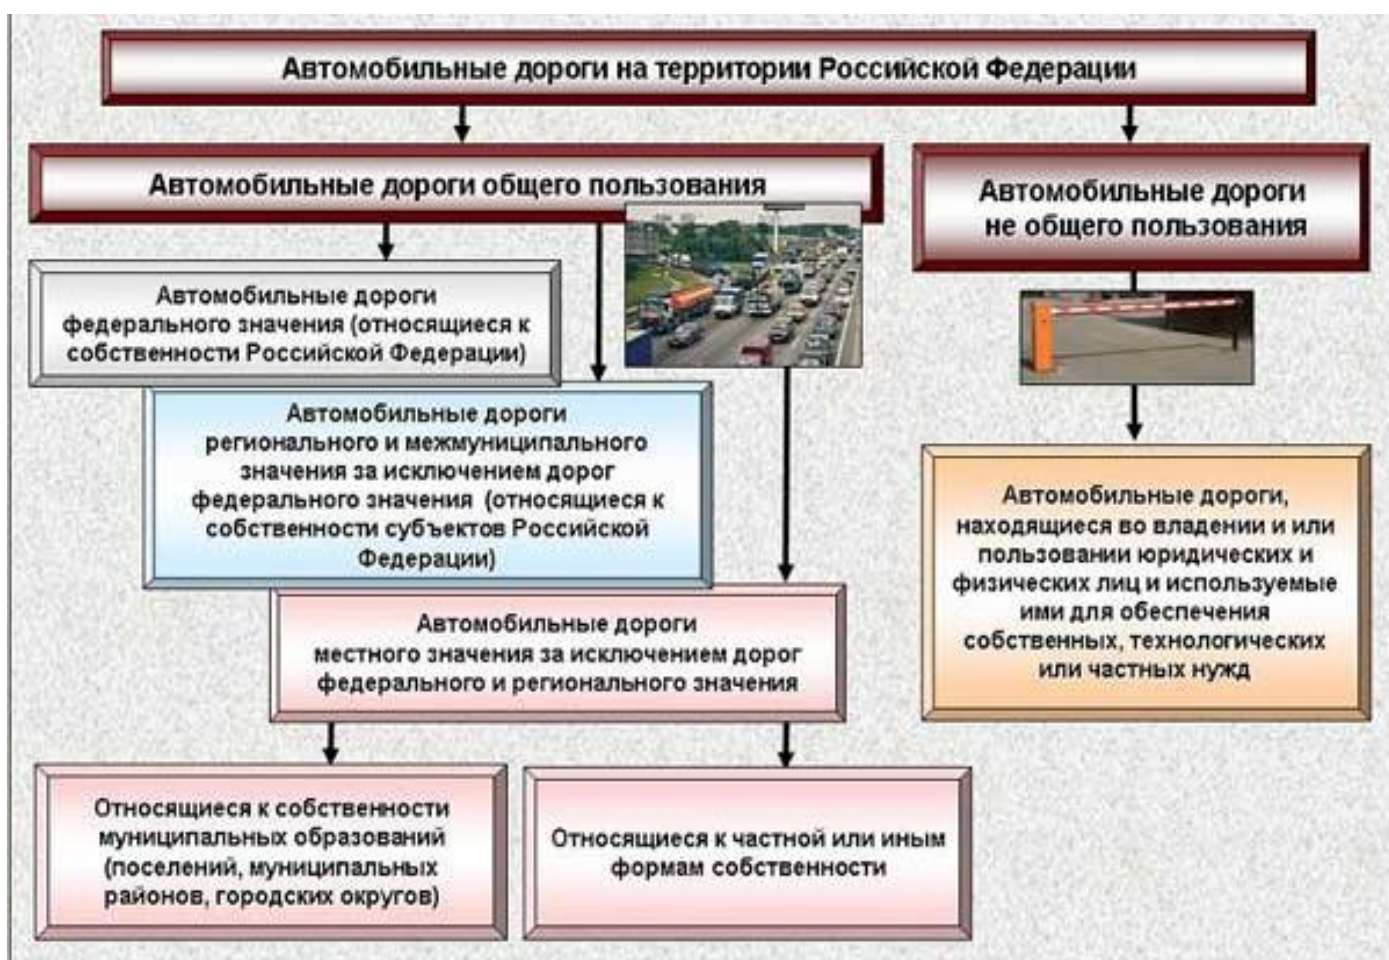 Автомобильные дороги на территории Российской Федерации
Автомобильные дороги общего пользования
Автомобильные дороги
не общего пользования
Автомобильные дороги
федерального значения (относящиеся к
собственности Российской Федерации)
Автомобильные дороги
регионального и межмуниципального
значения за исключением дорог
федерального значения (относящиеся к
собственности субъектов Российской
Федерации)
Автомобильные дороги,
находящиеся во владении и или
пользовании юридических и
физических лиц и используемые
ими для обеспечения
собственных, технологических
или частных нужд
Автомобильные дороги
местного значения за исключением дорог
федерального и регионального значения
Относящиеся к собственности
муниципальных образований
(поселений, муниципальных
районов, городских округов)
Относящиеся к частной или иным
формам собственности